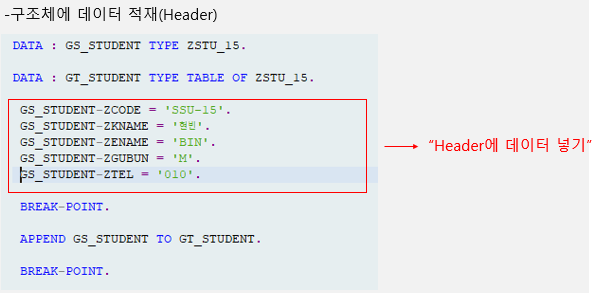 -구조체에 데이터 적재(Header)
DATA : GS_STUDENT TYPE ZSTU_15.
DATA : GT_STUDENT TYPE TABLE OF ZSTU_15.
GS_STUDENT-ZCODE = 'SSU-15'.
GS_STUDENT-ZKNAME = '현빈'.
GS_STUDENT-ZENAME = 'BIN'.
GS_STUDENT-ZGUBUN = 'M'.
GS_STUDENT-ZTEL = '010'.
“Header에 데이터 넣기”
BREAK-POINT.
APPEND GS_STUDENT TO GT_STUDENT.
BREAK-POINT.